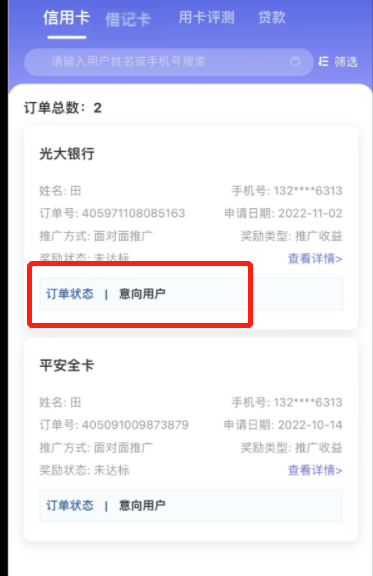 信用卡 借记卡 用卡评测 贷款
请输入用户姓名或手机号搜索 筛选
订单总数: 2
光大银行
姓名: 田 手机号: 132****6313
订单号: 405971108085163 申请日期: 2022-11-02
推广方式: 面对面推广 奖励类型: 推广收益
奖励状态: 未达标 查看详情>
订单状态 | 意向用户
平安全卡
姓名: 田 手机号: 132****6313
订单号: 405091009873879 申请日期: 2022-10-14
推广方式: 面对面推广 奖励类型: 推广收益
奖励状态: 未达标 查看详情>
订单状态 | 意向用户